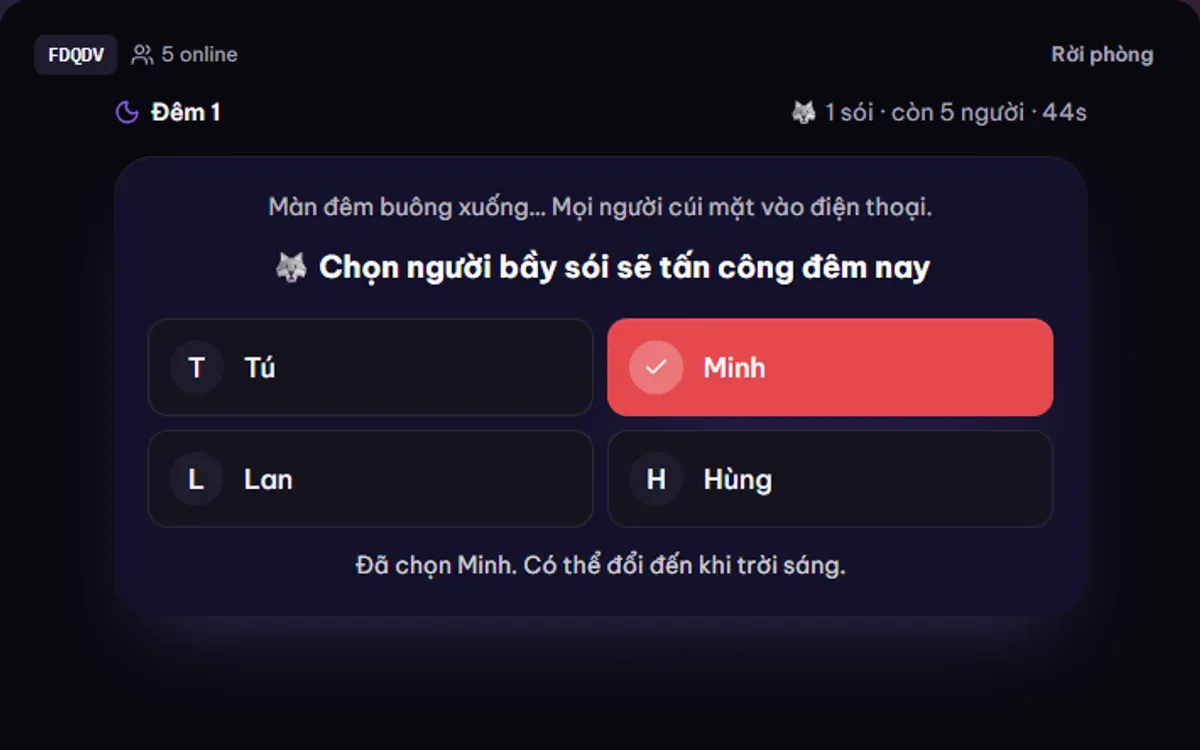 FDQDV 5 online Rời phòng
Đêm 1 1 sói · còn 5 người · 44s
Màn đêm buông xuống... Mọi người cúi mặt vào điện thoại.
Chọn người bầy sói sẽ tấn công đêm nay
T Tú
Minh
L Lan
H Hùng
Đã chọn Minh. Có thể đổi đến khi trời sáng.